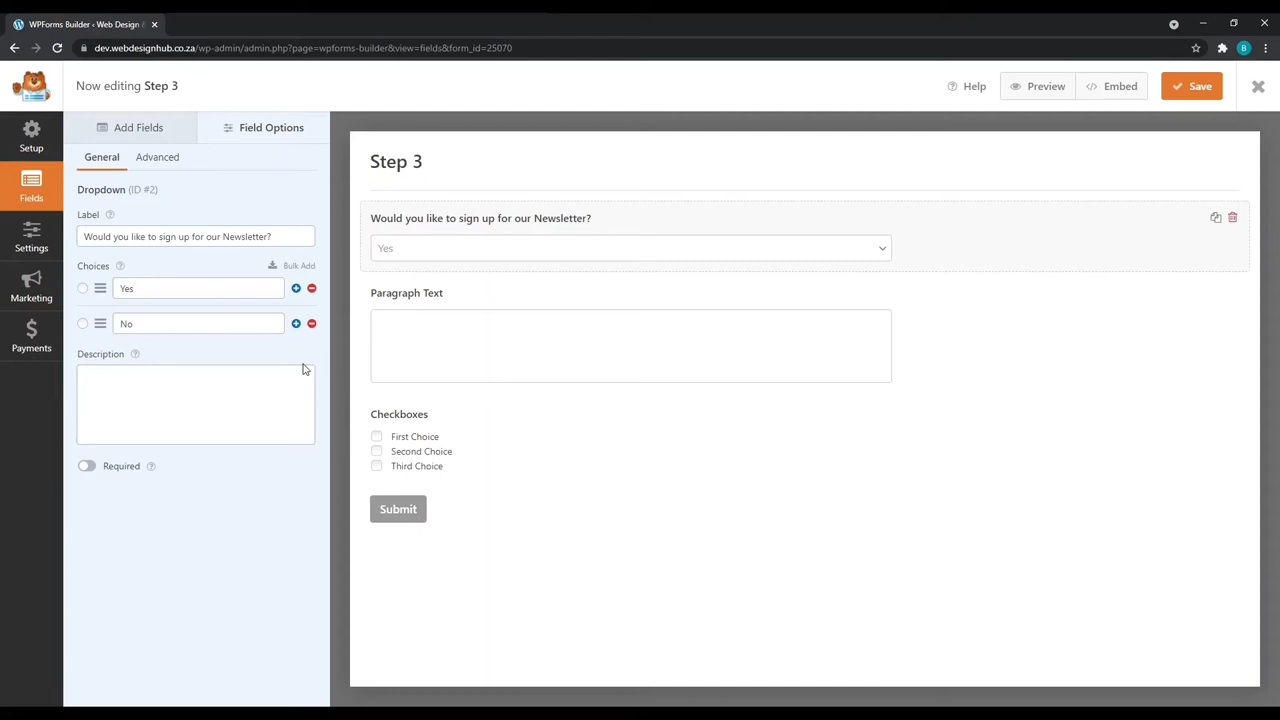 WPForms Builder ‹ Web Design &
dev.webdesignhub.co.za/wp-admin/admin.php?page=wpforms-builder&view=fields&form_id=25070
B
Now editing Step 3
Help
Preview
Embed
Save
Setup
Fields
Settings
Marketing
Payments
Add Fields
Field Options
General
Advanced
Dropdown (ID #2)
Label
Would you like to sign up for our Newsletter?
Choices
Bulk Add
Yes
No
Description
Required
Step 3
Would you like to sign up for our Newsletter?
Yes
Paragraph Text
Checkboxes
First Choice
Second Choice
Third Choice
Submit